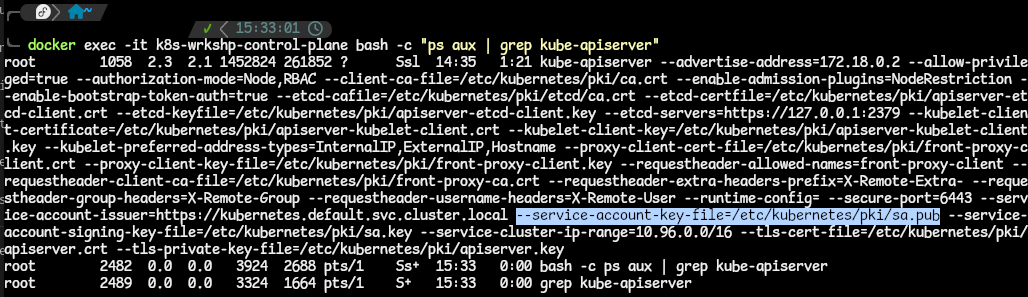 ~
✓ 15:33:01
docker exec -it k8s-wrkshp-control-plane bash -c "ps aux | grep kube-apiserver"
root        1058  2.3  2.1 1452824 261852 ?      Ssl  14:35   1:21 kube-apiserver --advertise-address=172.18.0.2 --allow-privile
ged=true --authorization-mode=Node,RBAC --client-ca-file=/etc/kubernetes/pki/ca.crt --enable-admission-plugins=NodeRestriction -
-enable-bootstrap-token-auth=true --etcd-cafile=/etc/kubernetes/pki/etcd/ca.crt --etcd-certfile=/etc/kubernetes/pki/apiserver-et
cd-client.crt --etcd-keyfile=/etc/kubernetes/pki/apiserver-etcd-client.key --etcd-servers=https://127.0.0.1:2379 --kubelet-clien
t-certificate=/etc/kubernetes/pki/apiserver-kubelet-client.crt --kubelet-client-key=/etc/kubernetes/pki/apiserver-kubelet-client
.key --kubelet-preferred-address-types=InternalIP,ExternalIP,Hostname --proxy-client-cert-file=/etc/kubernetes/pki/front-proxy-c
lient.crt --proxy-client-key-file=/etc/kubernetes/pki/front-proxy-client.key --requestheader-allowed-names=front-proxy-client --
requestheader-client-ca-file=/etc/kubernetes/pki/front-proxy-ca.crt --requestheader-extra-headers-prefix=X-Remote-Extra- --reque
stheader-group-headers=X-Remote-Group --requestheader-username-headers=X-Remote-User --runtime-config= --secure-port=6443 --serv
ice-account-issuer=https://kubernetes.default.svc.cluster.local --service-account-key-file=/etc/kubernetes/pki/sa.pub --service-
account-signing-key-file=/etc/kubernetes/pki/sa.key --service-cluster-ip-range=10.96.0.0/16 --tls-cert-file=/etc/kubernetes/pki/
apiserver.crt --tls-private-key-file=/etc/kubernetes/pki/apiserver.key
root        2482  0.0  0.0   3924  2688 pts/1    Ss+  15:33   0:00 bash -c ps aux | grep kube-apiserver
root        2489  0.0  0.0   3324  1664 pts/1    S+   15:33   0:00 grep kube-apiserver